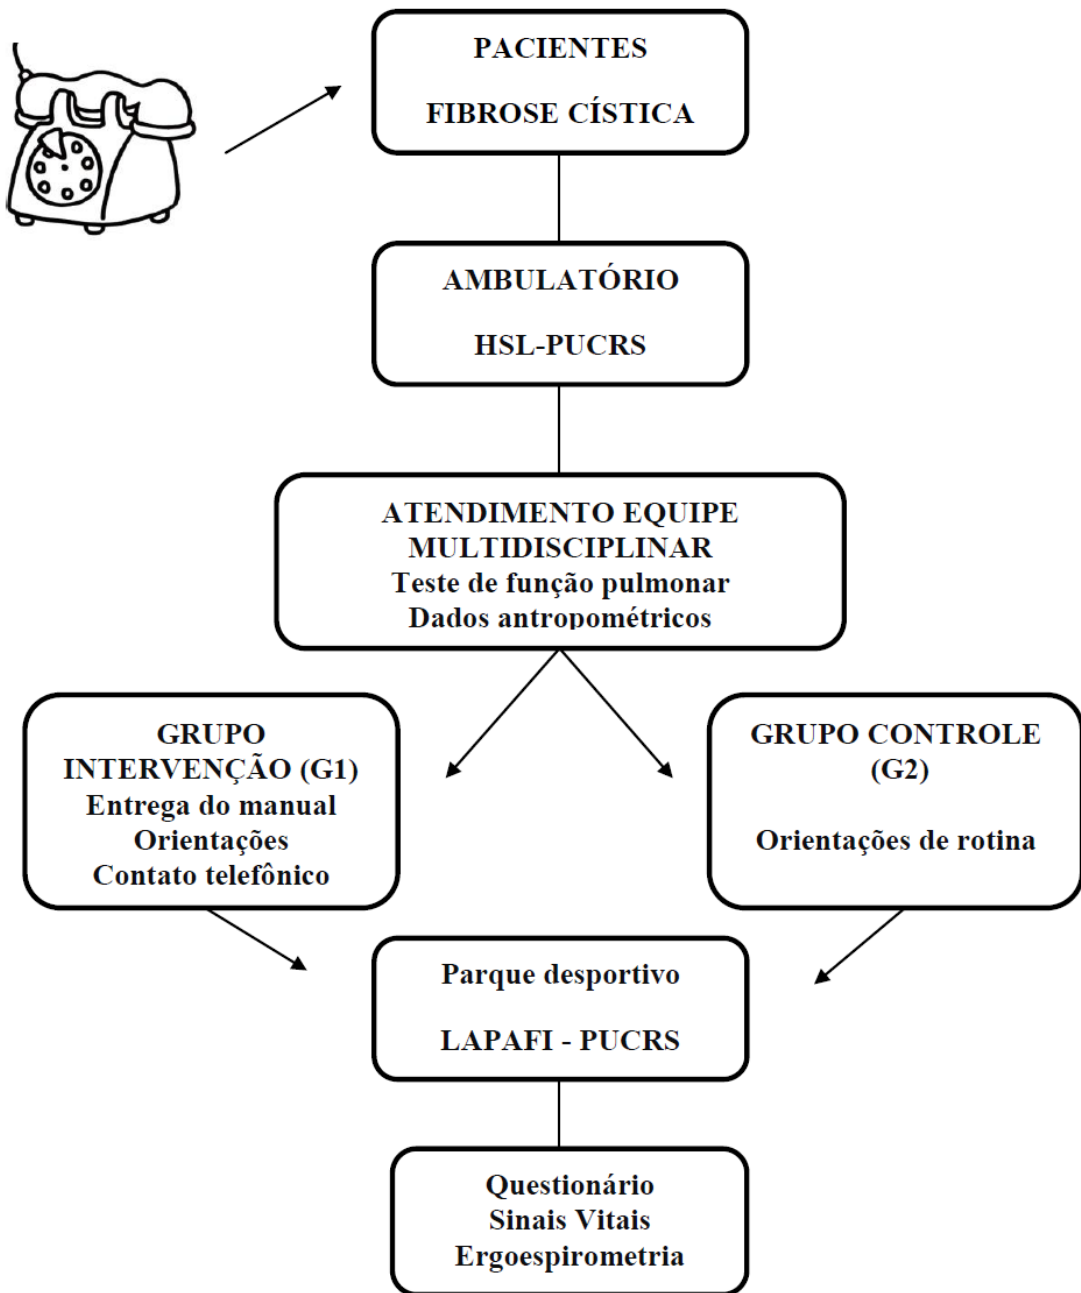 PACIENTES
FIBROSE CÍSTICA
AMBULATÓRIO
HSL-PUCRS
ATENDIMENTO EQUIPE
MULTIDISCIPLINAR
Teste de função pulmonar
Dados antropométricos
GRUPO
INTERVENÇÃO (G1)
Entrega do manual
Orientações
Contato telefônico
GRUPO CONTROLE
(G2)
Orientações de rotina
Parque desportivo
LAPAFI - PUCRS
Questionário
Sinais Vitais
Ergoespirometria